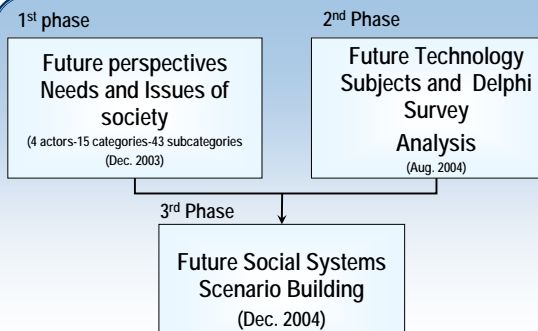 1st phase
Future perspectives
Needs and Issues of
society
(4 actors-15 categories-43 subcategories
(Dec. 2003)
2nd Phase
Future Technology
Subjects and Delphi
Survey
Analysis
(Aug. 2004)
3rd Phase
Future Social Systems
Scenario Building
(Dec. 2004)